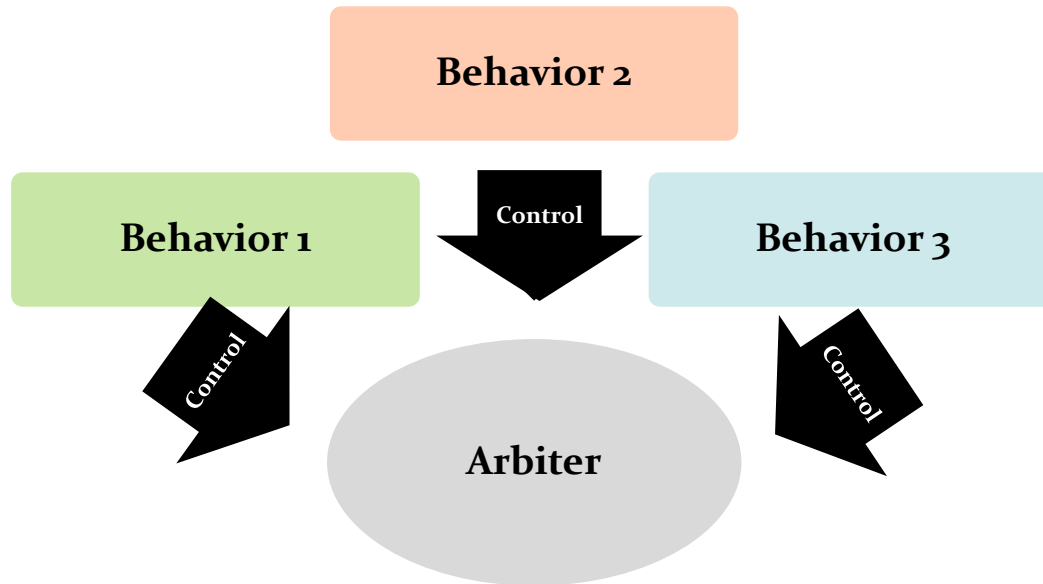 Behavior 2
Behavior 1
Control
Behavior 3
Control
Control
Arbiter